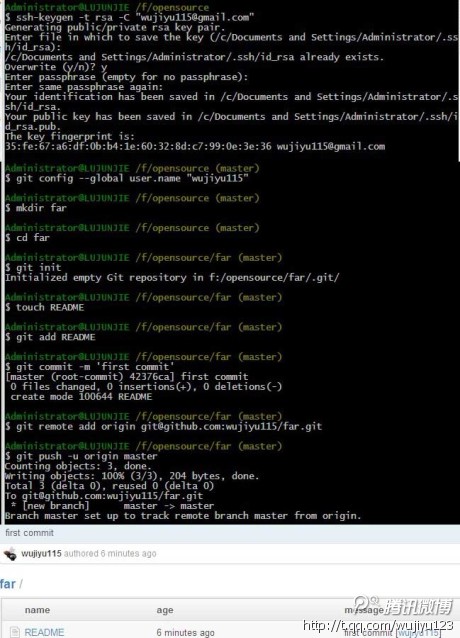 Administrator@LUJUNJIE /f/opensource
$ ssh-keygen -t rsa -C "wujiyu115@gmail.com"
Generating public/private rsa key pair.
Enter file in which to save the key (/c/Documents and Settings/Administrator/.ss
h/id_rsa):
/c/Documents and Settings/Administrator/.ssh/id_rsa already exists.
Overwrite (y/n)? y
Enter passphrase (empty for no passphrase):
Enter same passphrase again:
Your identification has been saved in /c/Documents and Settings/Administrator/.s
sh/id_rsa.
Your public key has been saved in /c/Documents and Settings/Administrator/.ssh/i
d_rsa.pub.
The key fingerprint is:
35:fe:67:a6:df:0b:b4:1e:60:32:8d:c7:99:0e:3e:36 wujiyu115@gmail.com
Administrator@LUJUNJIE /f/opensource (master)
$ git config --global user.name "wujiyu115"
Administrator@LUJUNJIE /f/opensource (master)
$ mkdir far
Administrator@LUJUNJIE /f/opensource (master)
$ cd far
Administrator@LUJUNJIE /f/opensource/far (master)
$ git init
Initialized empty Git repository in f:/opensource/far/.git/
Administrator@LUJUNJIE /f/opensource/far (master)
$ touch README
Administrator@LUJUNJIE /f/opensource/far (master)
$ git add README
Administrator@LUJUNJIE /f/opensource/far (master)
$ git commit -m 'first commit'
[master (root-commit) 42376ca] first commit
0 files changed, 0 insertions(+), 0 deletions(-)
create mode 100644 README
Administrator@LUJUNJIE /f/opensource/far (master)
$ git remote add origin git@github.com:wujiyu115/far.git
Administrator@LUJUNJIE /f/opensource/far (master)
$ git push -u origin master
Counting objects: 3, done.
Writing objects: 100% (3/3), 204 bytes, done.
Total 3 (delta 0), reused 0 (delta 0)
To git@github.com:wujiyu115/far.git
* [new branch] master -> master
Branch master set up to track remote branch master from origin.
first commit
wujiyu115 authored 6 minutes ago
far /
腾讯微博
name age message
http://t.qq.com/wujiyu123
README 6 minutes ago first commit [wujiyu115]